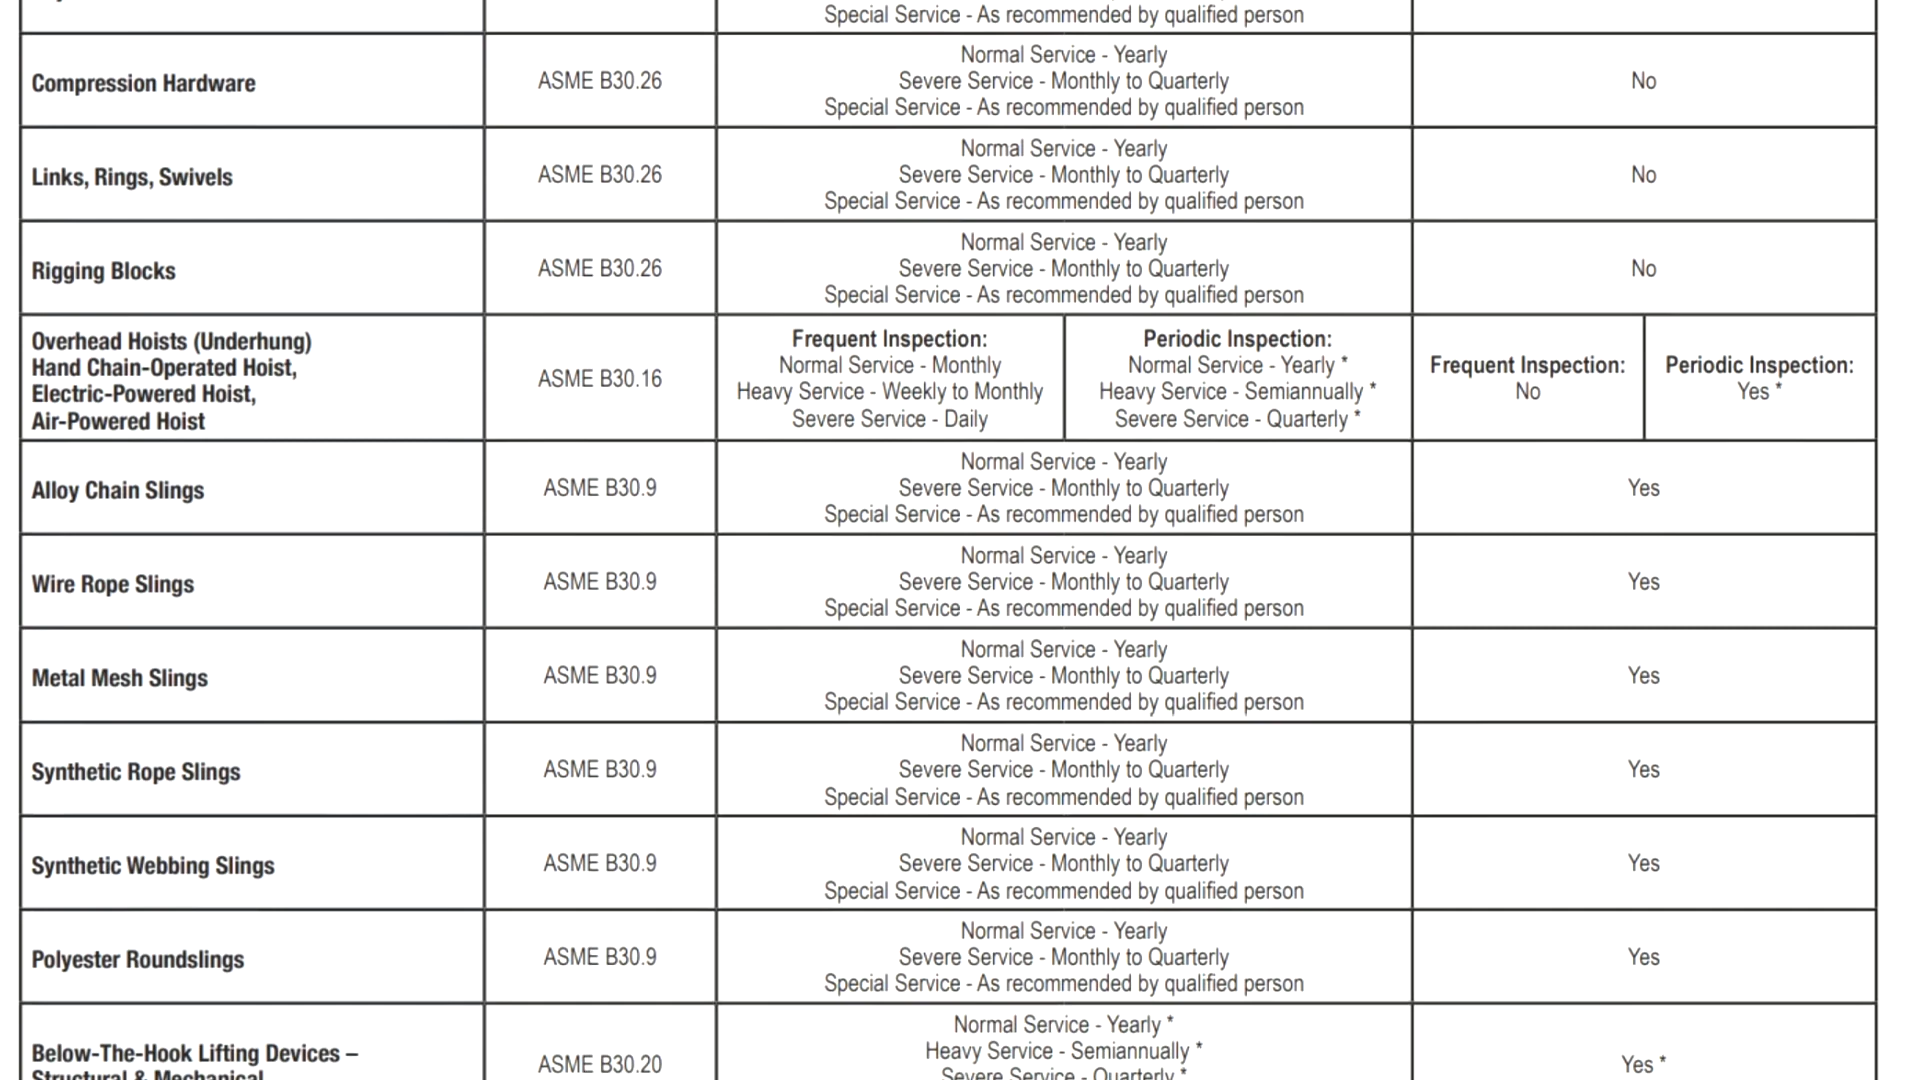 Special Service - As recommended by qualified person
Compression Hardware
ASME B30.26
Normal Service - Yearly
Severe Service - Monthly to Quarterly
Special Service - As recommended by qualified person
No
Links, Rings, Swivels
ASME B30.26
Normal Service - Yearly
Severe Service - Monthly to Quarterly
Special Service - As recommended by qualified person
No
Rigging Blocks
ASME B30.26
Normal Service - Yearly
Severe Service - Monthly to Quarterly
Special Service - As recommended by qualified person
No
Overhead Hoists (Underhung)
Hand Chain-Operated Hoist,
Electric-Powered Hoist,
Air-Powered Hoist
ASME B30.16
Frequent Inspection:
Normal Service - Monthly
Heavy Service - Weekly to Monthly
Severe Service - Daily
Periodic Inspection:
Normal Service - Yearly *
Heavy Service - Semiannually *
Severe Service - Quarterly *
Frequent Inspection:
No
Periodic Inspection:
Yes *
Alloy Chain Slings
ASME B30.9
Normal Service - Yearly
Severe Service - Monthly to Quarterly
Special Service - As recommended by qualified person
Yes
Wire Rope Slings
ASME B30.9
Normal Service - Yearly
Severe Service - Monthly to Quarterly
Special Service - As recommended by qualified person
Yes
Metal Mesh Slings
ASME B30.9
Normal Service - Yearly
Severe Service - Monthly to Quarterly
Special Service - As recommended by qualified person
Yes
Synthetic Rope Slings
ASME B30.9
Normal Service - Yearly
Severe Service - Monthly to Quarterly
Special Service - As recommended by qualified person
Yes
Synthetic Webbing Slings
ASME B30.9
Normal Service - Yearly
Severe Service - Monthly to Quarterly
Special Service - As recommended by qualified person
Yes
Polyester Roundslings
ASME B30.9
Normal Service - Yearly
Severe Service - Monthly to Quarterly
Special Service - As recommended by qualified person
Yes
Below-The-Hook Lifting Devices –
Structural & Mechanical
ASME B30.20
Normal Service - Yearly *
Heavy Service - Semiannually *
Severe Service - Quarterly *
Yes *